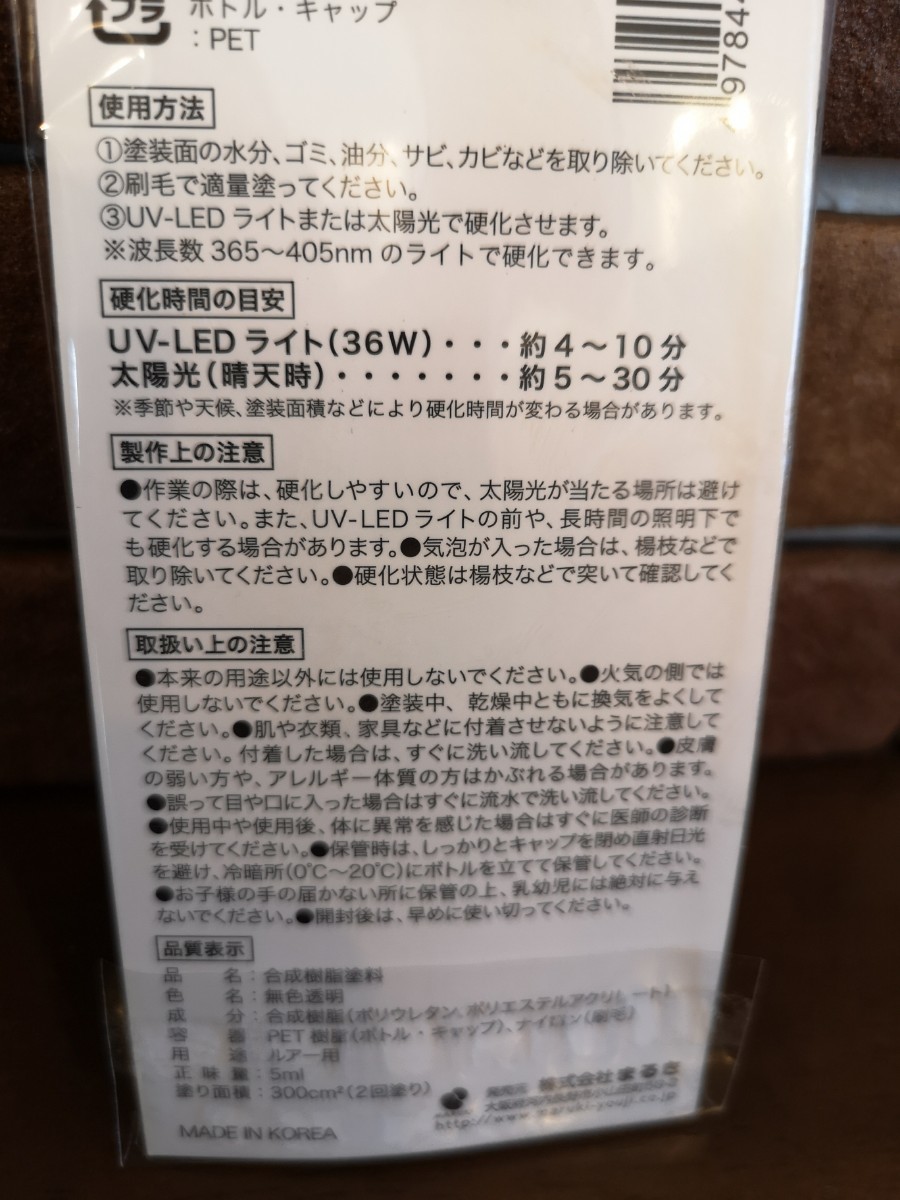 プラ
ボトル・キャップ
: PET
9784
使用方法
①塗装面の水分、ゴミ、油分、サビ、カビなどを取り除いてください。
②刷毛で適量塗ってください。
③UV-LED ライトまたは太陽光で硬化させます。
※波長数 365～405nm のライトで硬化できます。
硬化時間の目安
UV-LED ライト(36W)・・・約 4～10 分
太陽光(晴天時)・・・・・・・約 5～30 分
※季節や天候、塗装面積などにより硬化時間が変わる場合があります。
製作上の注意
●作業の際は、硬化しやすいので、太陽光が当たる場所は避け
てください。また、UV-LED ライトの前や、長時間の照明下で
も硬化する場合があります。●気泡が入った場合は、楊枝などで
取り除いてください。●硬化状態は楊枝などで突いて確認してく
ださい。
取扱い上の注意
●本来の用途以外には使用しないでください。●火気の側では
使用しないでください。●塗装中、乾燥中ともに換気をよくして
ください。●肌や衣類、家具などに付着させないように注意して
ください。付着した場合は、すぐに洗い流してください。●皮膚
の弱い方や、アレルギー体質の方はかぶれる場合があります。
●誤って目や口に入った場合はすぐに流水で洗い流してください。
●使用中や使用後、体に異常を感じた場合はすぐに医師の診断
を受けてください。●保管時は、しっかりとキャップを閉め直射日光
を避け、冷暗所(0℃～20℃)にボトルを立てて保管してください。
●お子様の手の届かない所に保管の上、乳幼児には絶対に与え
ないでください。●開封後は、早めに使い切ってください。
品質表示
品 名:合成樹脂塗料
色 名:無色透明
成 分:合成樹脂(ポリウレタン、ポリエステルアクリレート)
容 器:PET 樹脂(ボトル・キャップ)、ナイロン(刷毛)
用 途:ルアー用
正 味 量:5ml
塗り面積:300cm²(2回塗り)
発売元 株式会社まるき
http://www.maruki-youji.co.jp
MADE IN KOREA